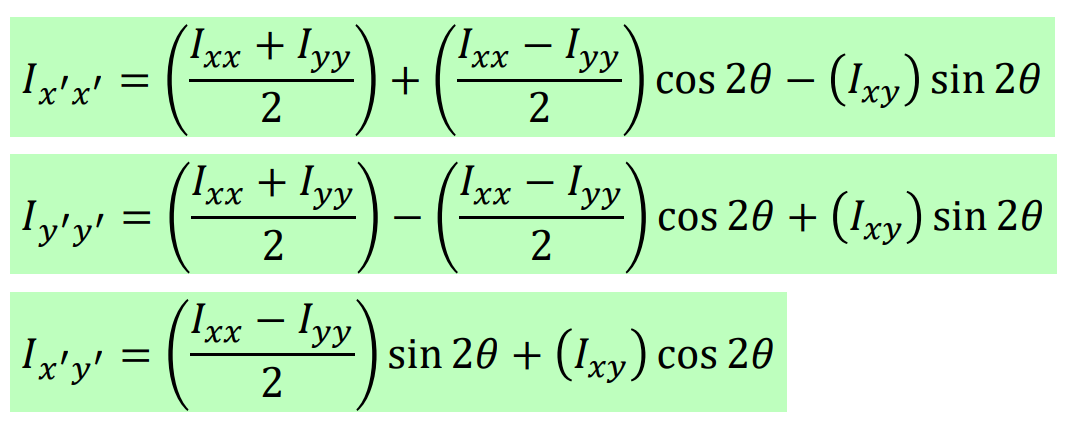 I_{x'x'} = ((I_{xx} + I_{yy})/2) + ((I_{xx} − I_{yy})/2) cos 2θ − (I_{xy}) sin 2θ
I_{y'y'} = ((I_{xx} + I_{yy})/2) − ((I_{xx} − I_{yy})/2) cos 2θ + (I_{xy}) sin 2θ
I_{x'y'} = ((I_{xx} − I_{yy})/2) sin 2θ + (I_{xy}) cos 2θ